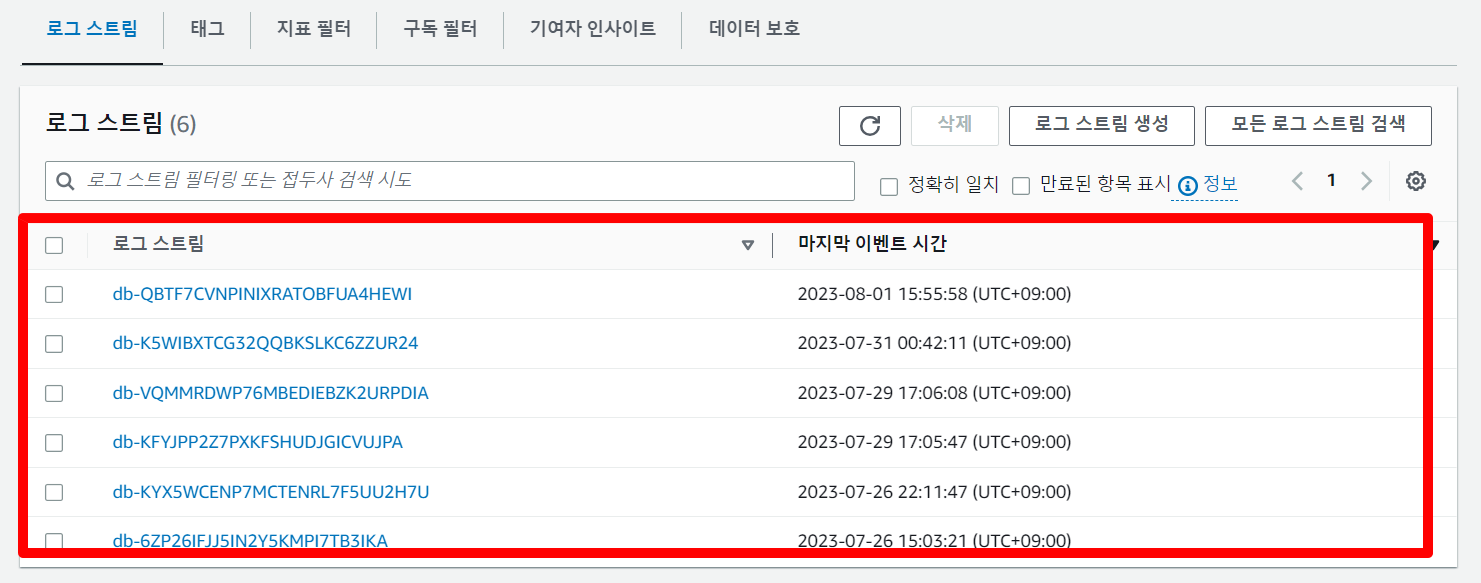 로그 스트림 태그 지표 필터 구독 필터 기여자 인사이트 데이터 보호
로그 스트림 (6) 삭제 로그 스트림 생성 모든 로그 스트림 검색
로그 스트림 필터링 또는 접두사 검색 시도 정확히 일치 만료된 항목 표시 정보 1
로그 스트림 마지막 이벤트 시간
db-QBTF7CVNPINIXRATOBFUA4HEWI 2023-08-01 15:55:58 (UTC+09:00)
db-K5WIBXTCG32QQBKSLKC6ZZUR24 2023-07-31 00:42:11 (UTC+09:00)
db-VQMMRDWP76MBEDIEBZK2URPDIA 2023-07-29 17:06:08 (UTC+09:00)
db-KFYJPP2Z7PXKFSHUDJGICVUJPA 2023-07-29 17:05:47 (UTC+09:00)
db-KYX5WCENP7MCTENRL7F5UU2H7U 2023-07-26 22:11:47 (UTC+09:00)
db-6ZP26IFJJ5IN2Y5KMPI7TB3IKA 2023-07-26 15:03:21 (UTC+09:00)